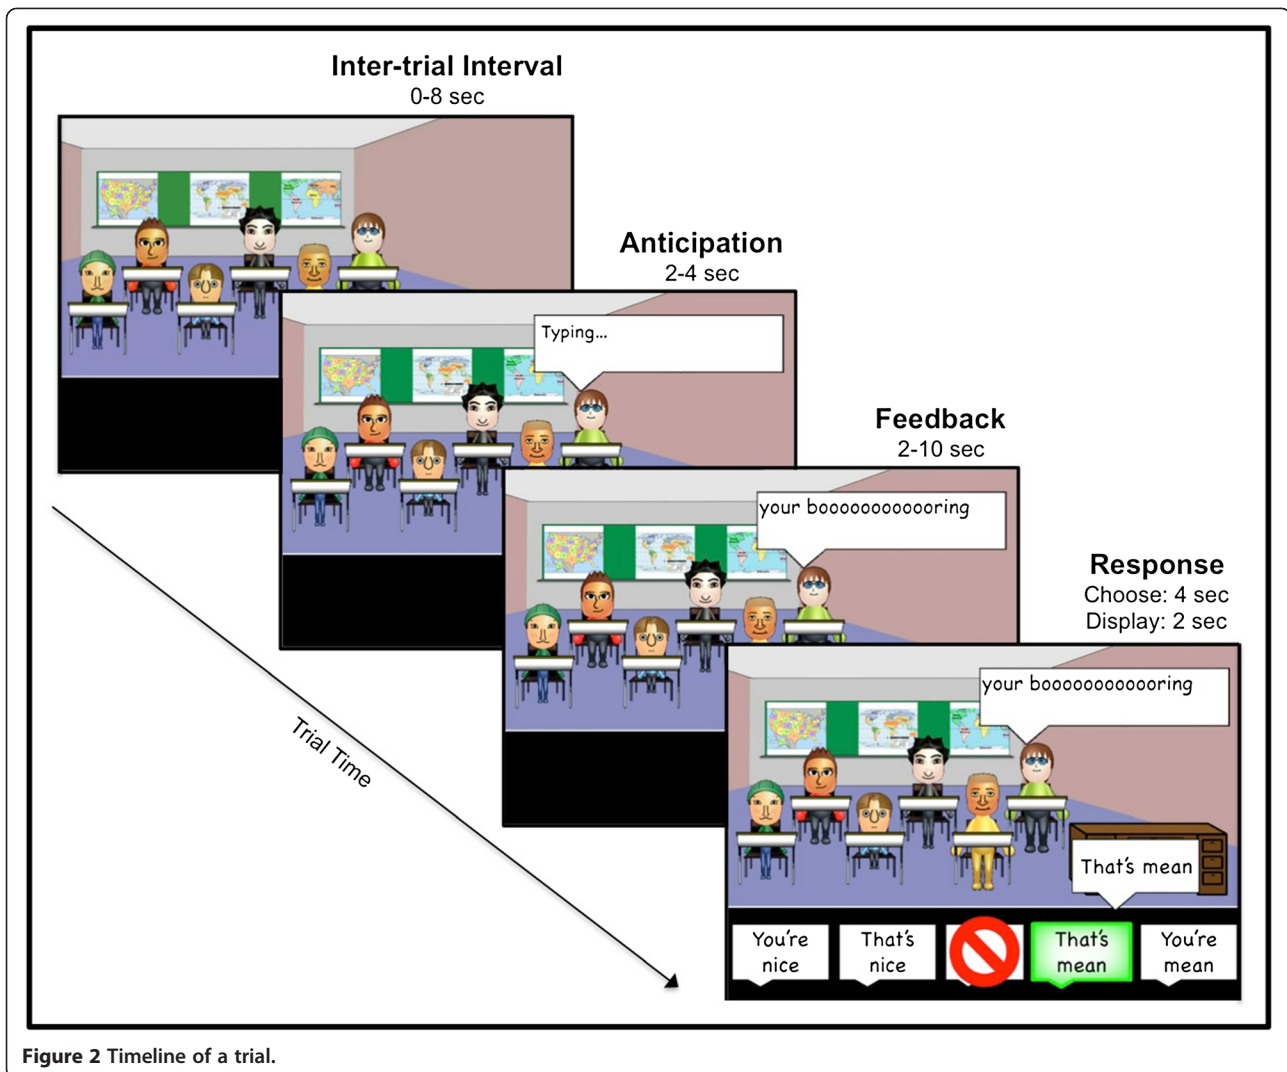 Inter-trial Interval
0-8 sec
Anticipation
2-4 sec
Typing...
Feedback
2-10 sec
your boooooooooooring
Response
Choose: 4 sec
Display: 2 sec
your boooooooooooring
Trial Time
That's mean
You're
nice
That's
nice
That's
mean
You're
mean
Figure 2 Timeline of a trial.